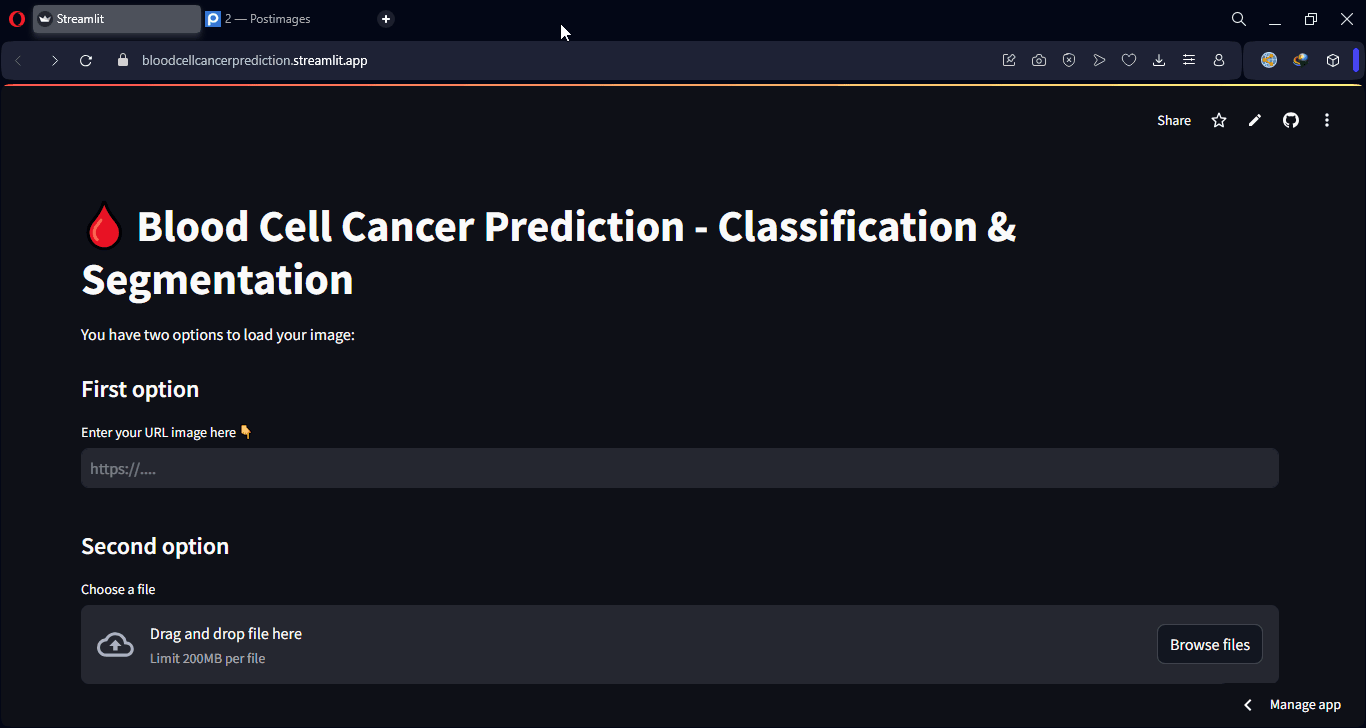 Streamlit
2 — Postimages
bloodcellcancerprediction.streamlit.app
Share
Blood Cell Cancer Prediction - Classification &
Segmentation
You have two options to load your image:
First option
Enter your URL image here
https://....
Second option
Choose a file
Drag and drop file here
Limit 200MB per file
Browse files
Manage app